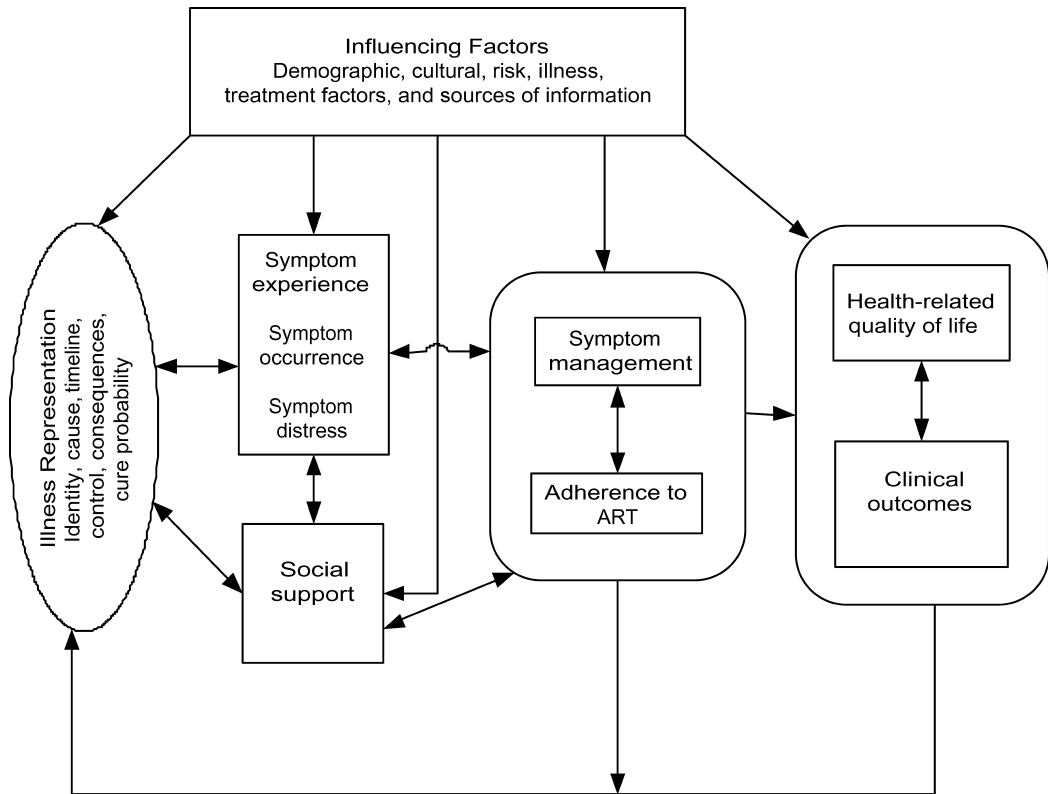 Influencing Factors
Demographic, cultural, risk, illness,
treatment factors, and sources of information
Illness Representation
Identity, cause, timeline,
control, consequences,
cure probability
Symptom
experience
Symptom
occurrence
Symptom
distress
Social
support
Symptom
management
Adherence to
ART
Health-related
quality of life
Clinical
outcomes